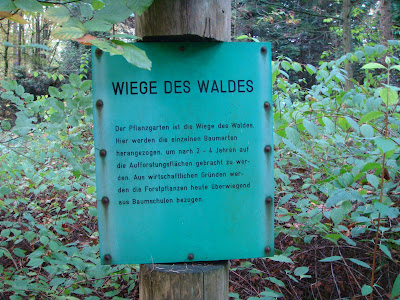 WIEGE DES WALDES
Der Pflanzgarten ist die Wiege des Waldes.
Hier werden die einzelnen Baumarten
herangezogen, um nach 2 - 4 Jahren auf
die Aufforstungsflächen gebracht zu wer-
den. Aus wirtschaftlichen Gründen wer-
den die Forstpflanzen heute überwiegend
aus Baumschulen bezogen.